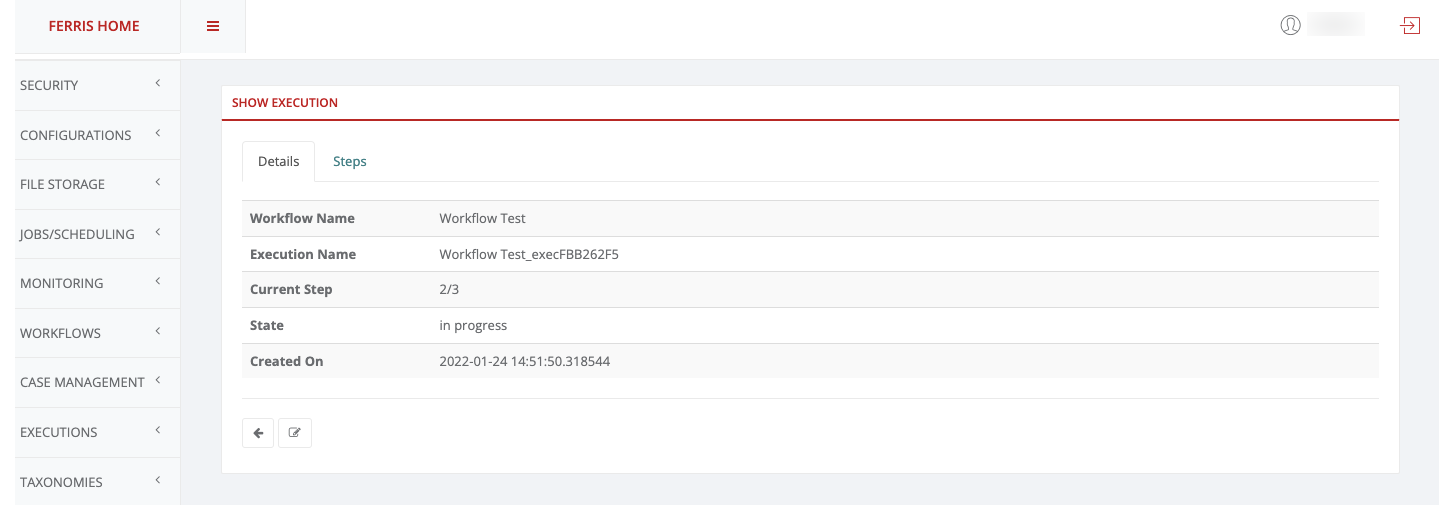 FERRIS HOME
SECURITY
CONFIGURATIONS
FILE STORAGE
JOBS/SCHEDULING
MONITORING
WORKFLOWS
CASE MANAGEMENT
EXECUTIONS
TAXONOMIES
SHOW EXECUTION
Details Steps
Workflow Name Workflow Test
Execution Name Workflow Test_execFBB262F5
Current Step 2/3
State in progress
Created On 2022-01-24 14:51:50.318544